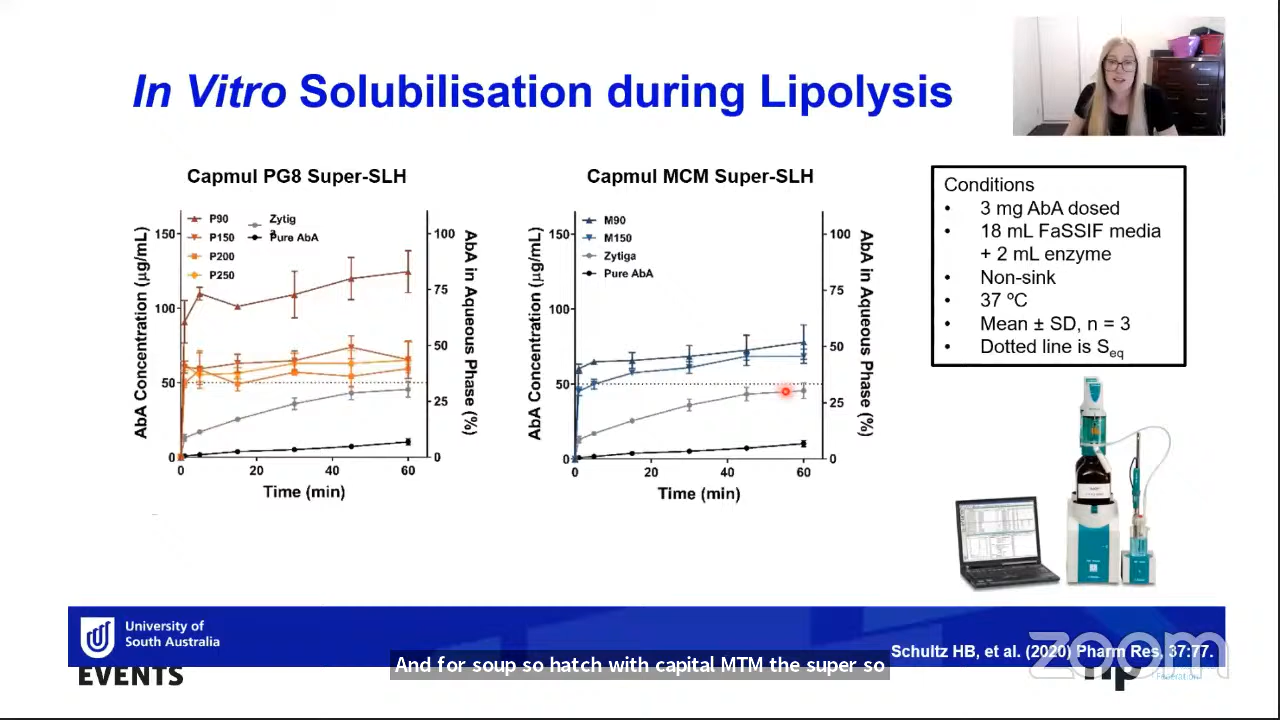 In Vitro Solubilisation during Lipolysis
Capmul PG8 Super-SLH
P90
P150
P200
P250
Zytig
a
Pure AbA
AbA Concentration (µg/mL)
150
100
50
0
0
20
40
60
Time (min)
100
75
50
25
0
AbA in Aqueous Phase (%)
Capmul MCM Super-SLH
M90
M150
Zytiga
Pure AbA
AbA Concentration (µg/mL)
150
100
50
0
0
20
40
60
Time (min)
100
75
50
25
0
AbA in Aqueous Phase (%)
Conditions
• 3 mg AbA dosed
• 18 mL FaSSIF media
+ 2 mL enzyme
• Non-sink
• 37 ºC
• Mean ± SD, n = 3
• Dotted line is Seq
University of
South Australia
Schultz HB, et al. (2020) Pharm Res, 37:77.
zoom
EVENTS
And for soup so hatch with capital MTM the super so
Federation